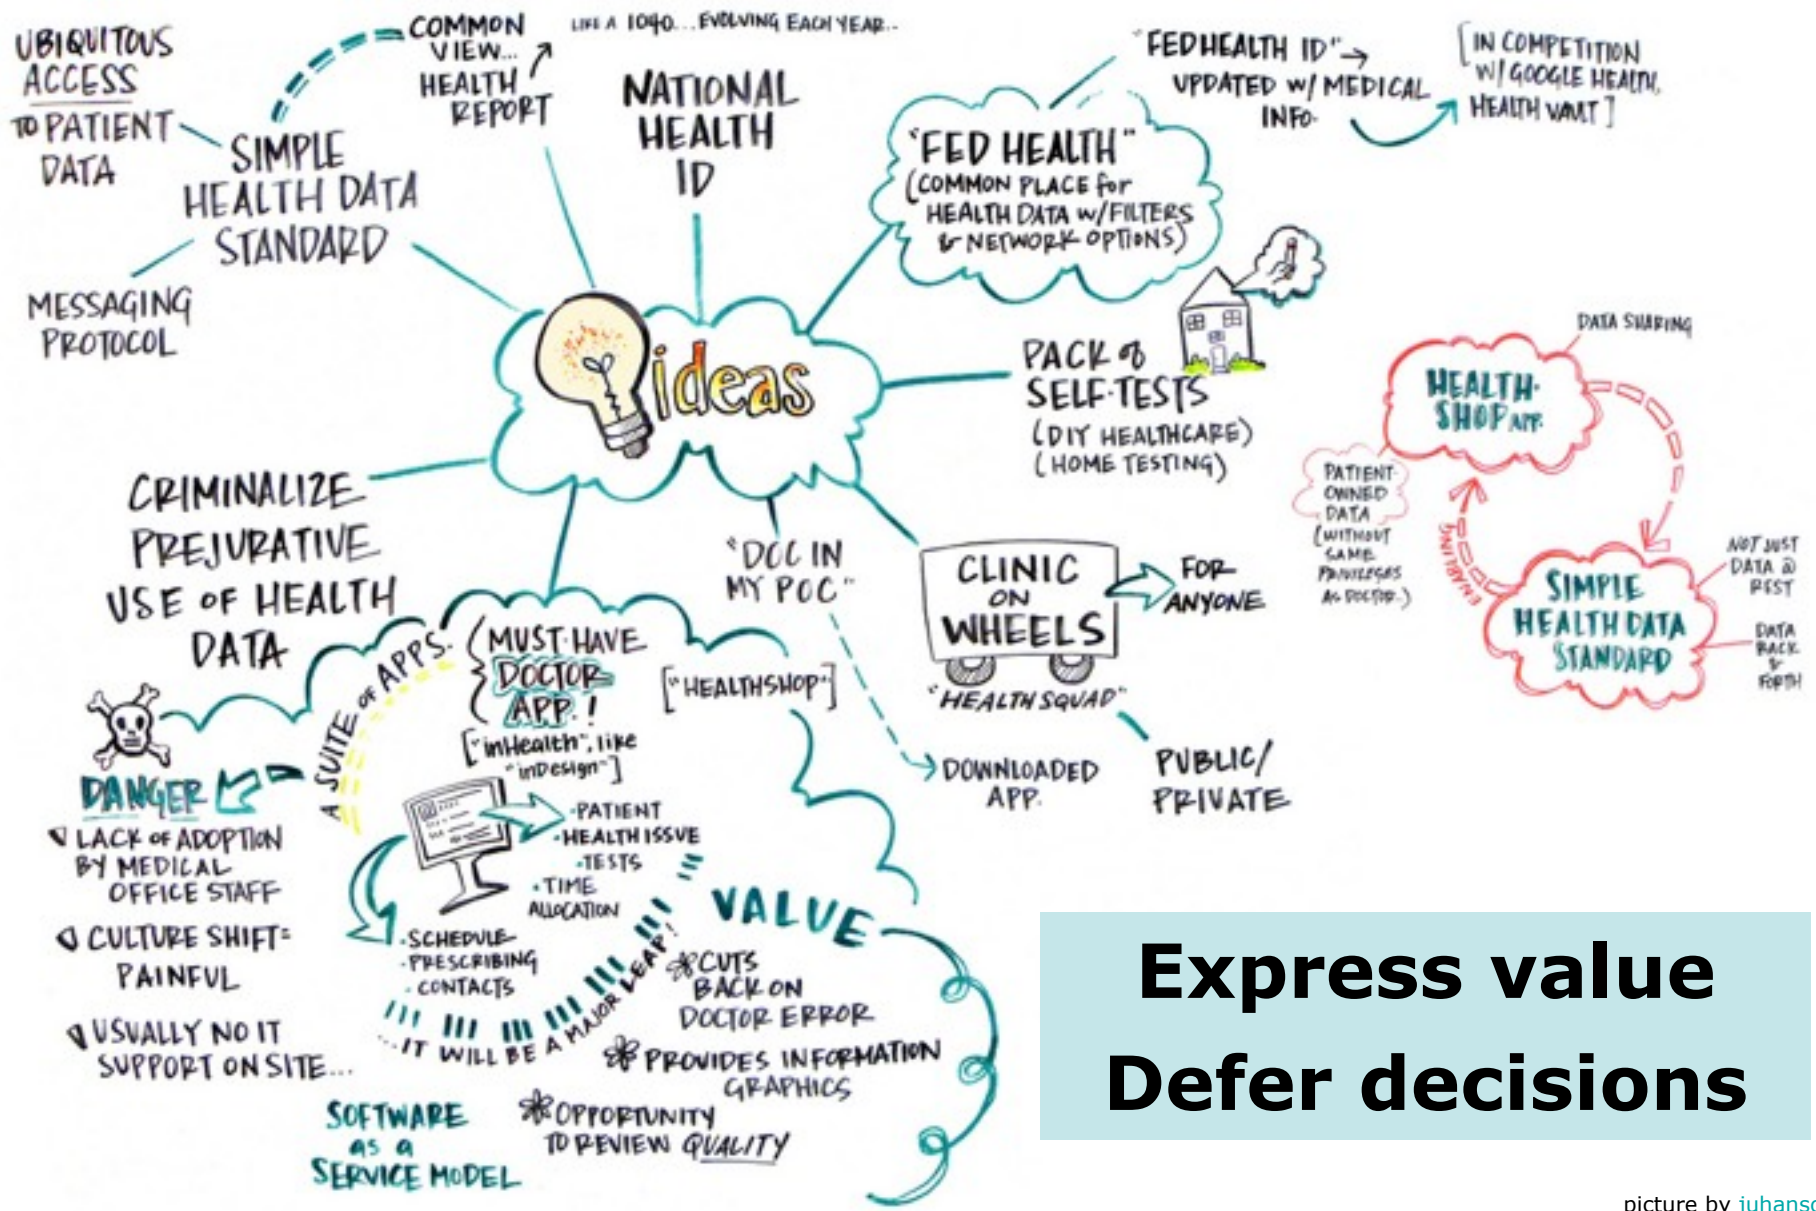 UBIQUITOUS
ACCESS
TO PATIENT
DATA
SIMPLE
HEALTH DATA
STANDARD
MESSAGING
PROTOCOL
COMMON
VIEW...
HEALTH
REPORT
LIKE A 1040... EVOLVING EACH YEAR...
NATIONAL
HEALTH
ID
"FED HEALTH"
(COMMON PLACE for
HEALTH DATA w/FILTERS
& NETWORK OPTIONS)
"FED HEALTH ID" →
UPDATED w/ MEDICAL
INFO.
[IN COMPETITION
W/ GOOGLE HEALTH,
HEALTH VAULT]
ideas
PACK of
SELF-TESTS
(DIY HEALTHCARE)
(HOME TESTING)
DATA SHARING
HEALTH-
SHOP APP.
PATIENT-
OWNED
DATA
(WITHOUT
SAME
PRIVILEGES
AS DOCTOR.)
ENABLING
SIMPLE
HEALTH DATA
STANDARD
NOT JUST
DATA @
REST
DATA
BACK
&
FORTH
CRIMINALIZE
PREJURATIVE
USE OF HEALTH
DATA
"DOC IN
MY POC"
DOWNLOADED
APP.
CLINIC
ON
WHEELS
FOR
ANYONE
"HEALTH SQUAD"
PUBLIC/
PRIVATE
A SUITE OF APPS.
MUST-HAVE
DOCTOR
APP.!
["inHealth", like
"inDesign"]
["HEALTHSHOP"]
• PATIENT
• HEALTH ISSUE
• TESTS
• TIME
ALLOCATION
• SCHEDULE
• PRESCRIBING
• CONTACTS
...IT WILL BE A MAJOR LEAP!
DANGER
LACK OF ADOPTION
BY MEDICAL
OFFICE STAFF
CULTURE SHIFT=
PAINFUL
USUALLY NO IT
SUPPORT ON SITE...
VALUE
CUTS
BACK ON
DOCTOR ERROR
PROVIDES INFORMATION
GRAPHICS
OPPORTUNITY
TO REVIEW QUALITY
SOFTWARE
as a
SERVICE MODEL
Express value
Defer decisions
picture by juhanso